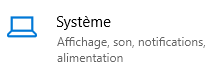 Système
Affichage, son, notifications,
alimentation